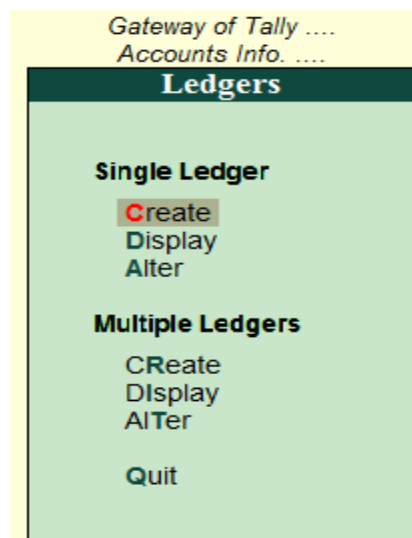 Gateway of Tally ....
Accounts Info. ....
Ledgers
Single Ledger
Create
Display
Alter
Multiple Ledgers
CReate
DIsplay
AlTer
Quit